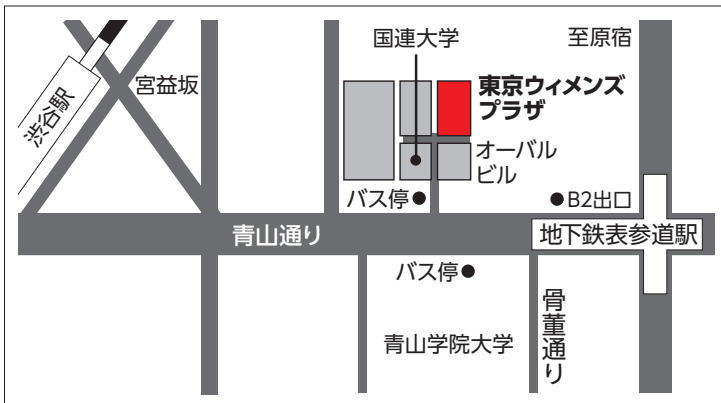 国連大学
至原宿
渋谷駅
宮益坂
東京ウィメンズ
プラザ
オーバル
ビル
バス停
B2出口
青山通り
地下鉄表参道駅
バス停
骨董通り
青山学院大学